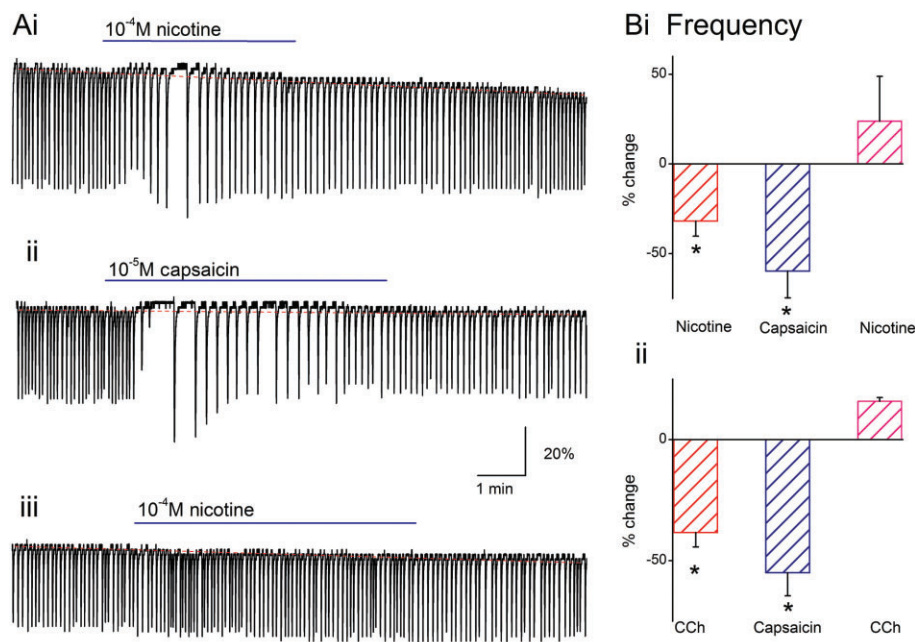 Ai
10⁻⁴M nicotine
ii
10⁻⁵M capsaicin
20%
1 min
iii
10⁻⁴M nicotine
Bi Frequency
50
0
-50
% change
*
*
Nicotine Capsaicin Nicotine
ii
0
-50
% change
*
*
CCh Capsaicin CCh